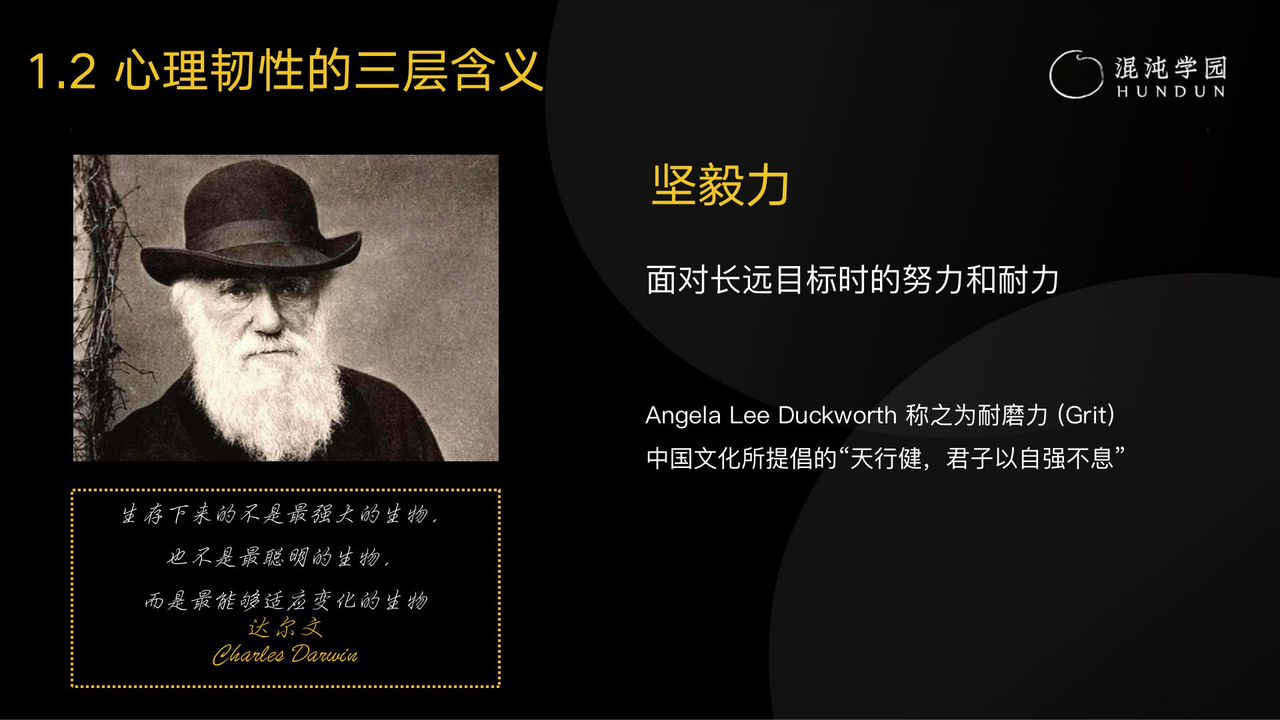 1.2 心理韧性的三层含义
混沌学园
HUNDUN
坚毅力
面对长远目标时的努力和耐力
Angela Lee Duckworth 称之为耐磨力 (Grit)
中国文化所提倡的“天行健，君子以自强不息”
生存下来的不是最强大的生物，
也不是最聪明的生物，
而是最能够适应变化的生物
达尔文
Charles Darwin